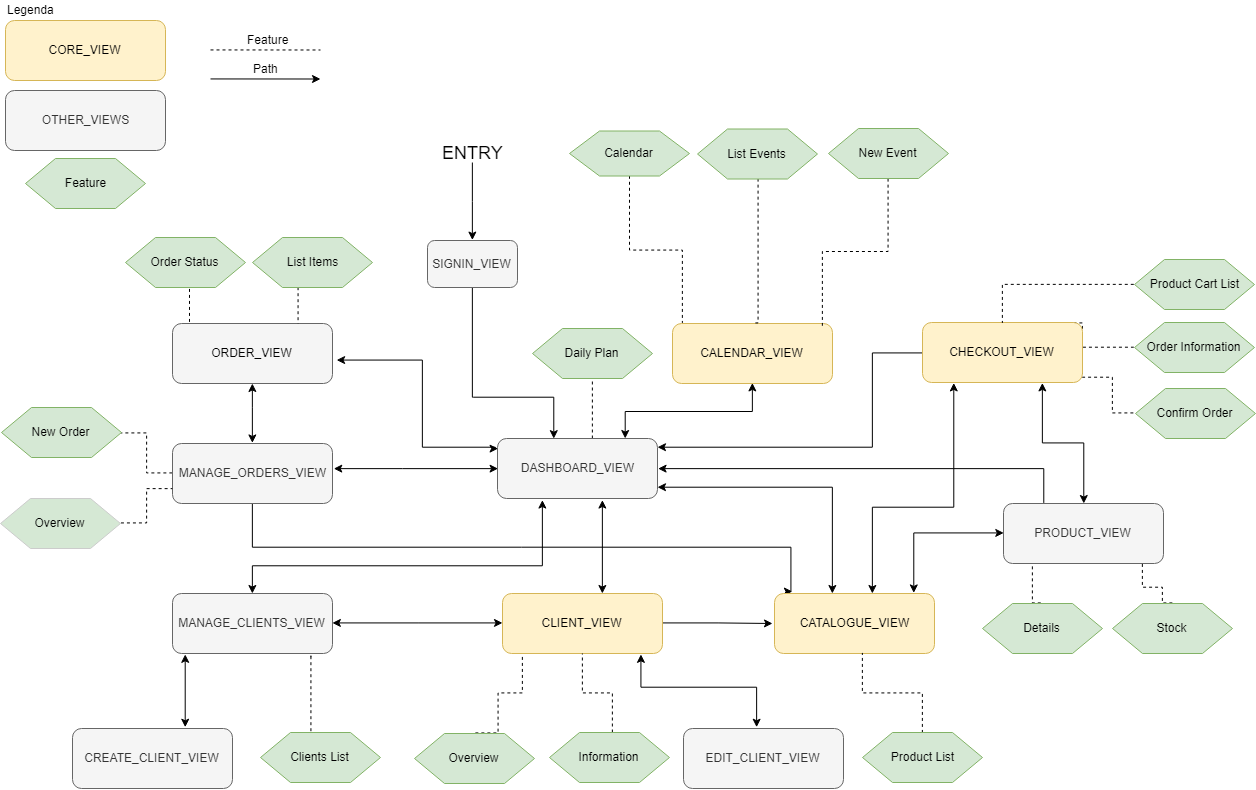 Legenda
CORE_VIEW
Feature
Path
OTHER_VIEWS
Feature
ENTRY
Calendar
List Events
New Event
SIGNIN_VIEW
Order Status
List Items
Product Cart List
ORDER_VIEW
Daily Plan
CALENDAR_VIEW
CHECKOUT_VIEW
Order Information
Confirm Order
New Order
MANAGE_ORDERS_VIEW
DASHBOARD_VIEW
Overview
PRODUCT_VIEW
MANAGE_CLIENTS_VIEW
CLIENT_VIEW
CATALOGUE_VIEW
Details
Stock
CREATE_CLIENT_VIEW
Clients List
Overview
Information
EDIT_CLIENT_VIEW
Product List